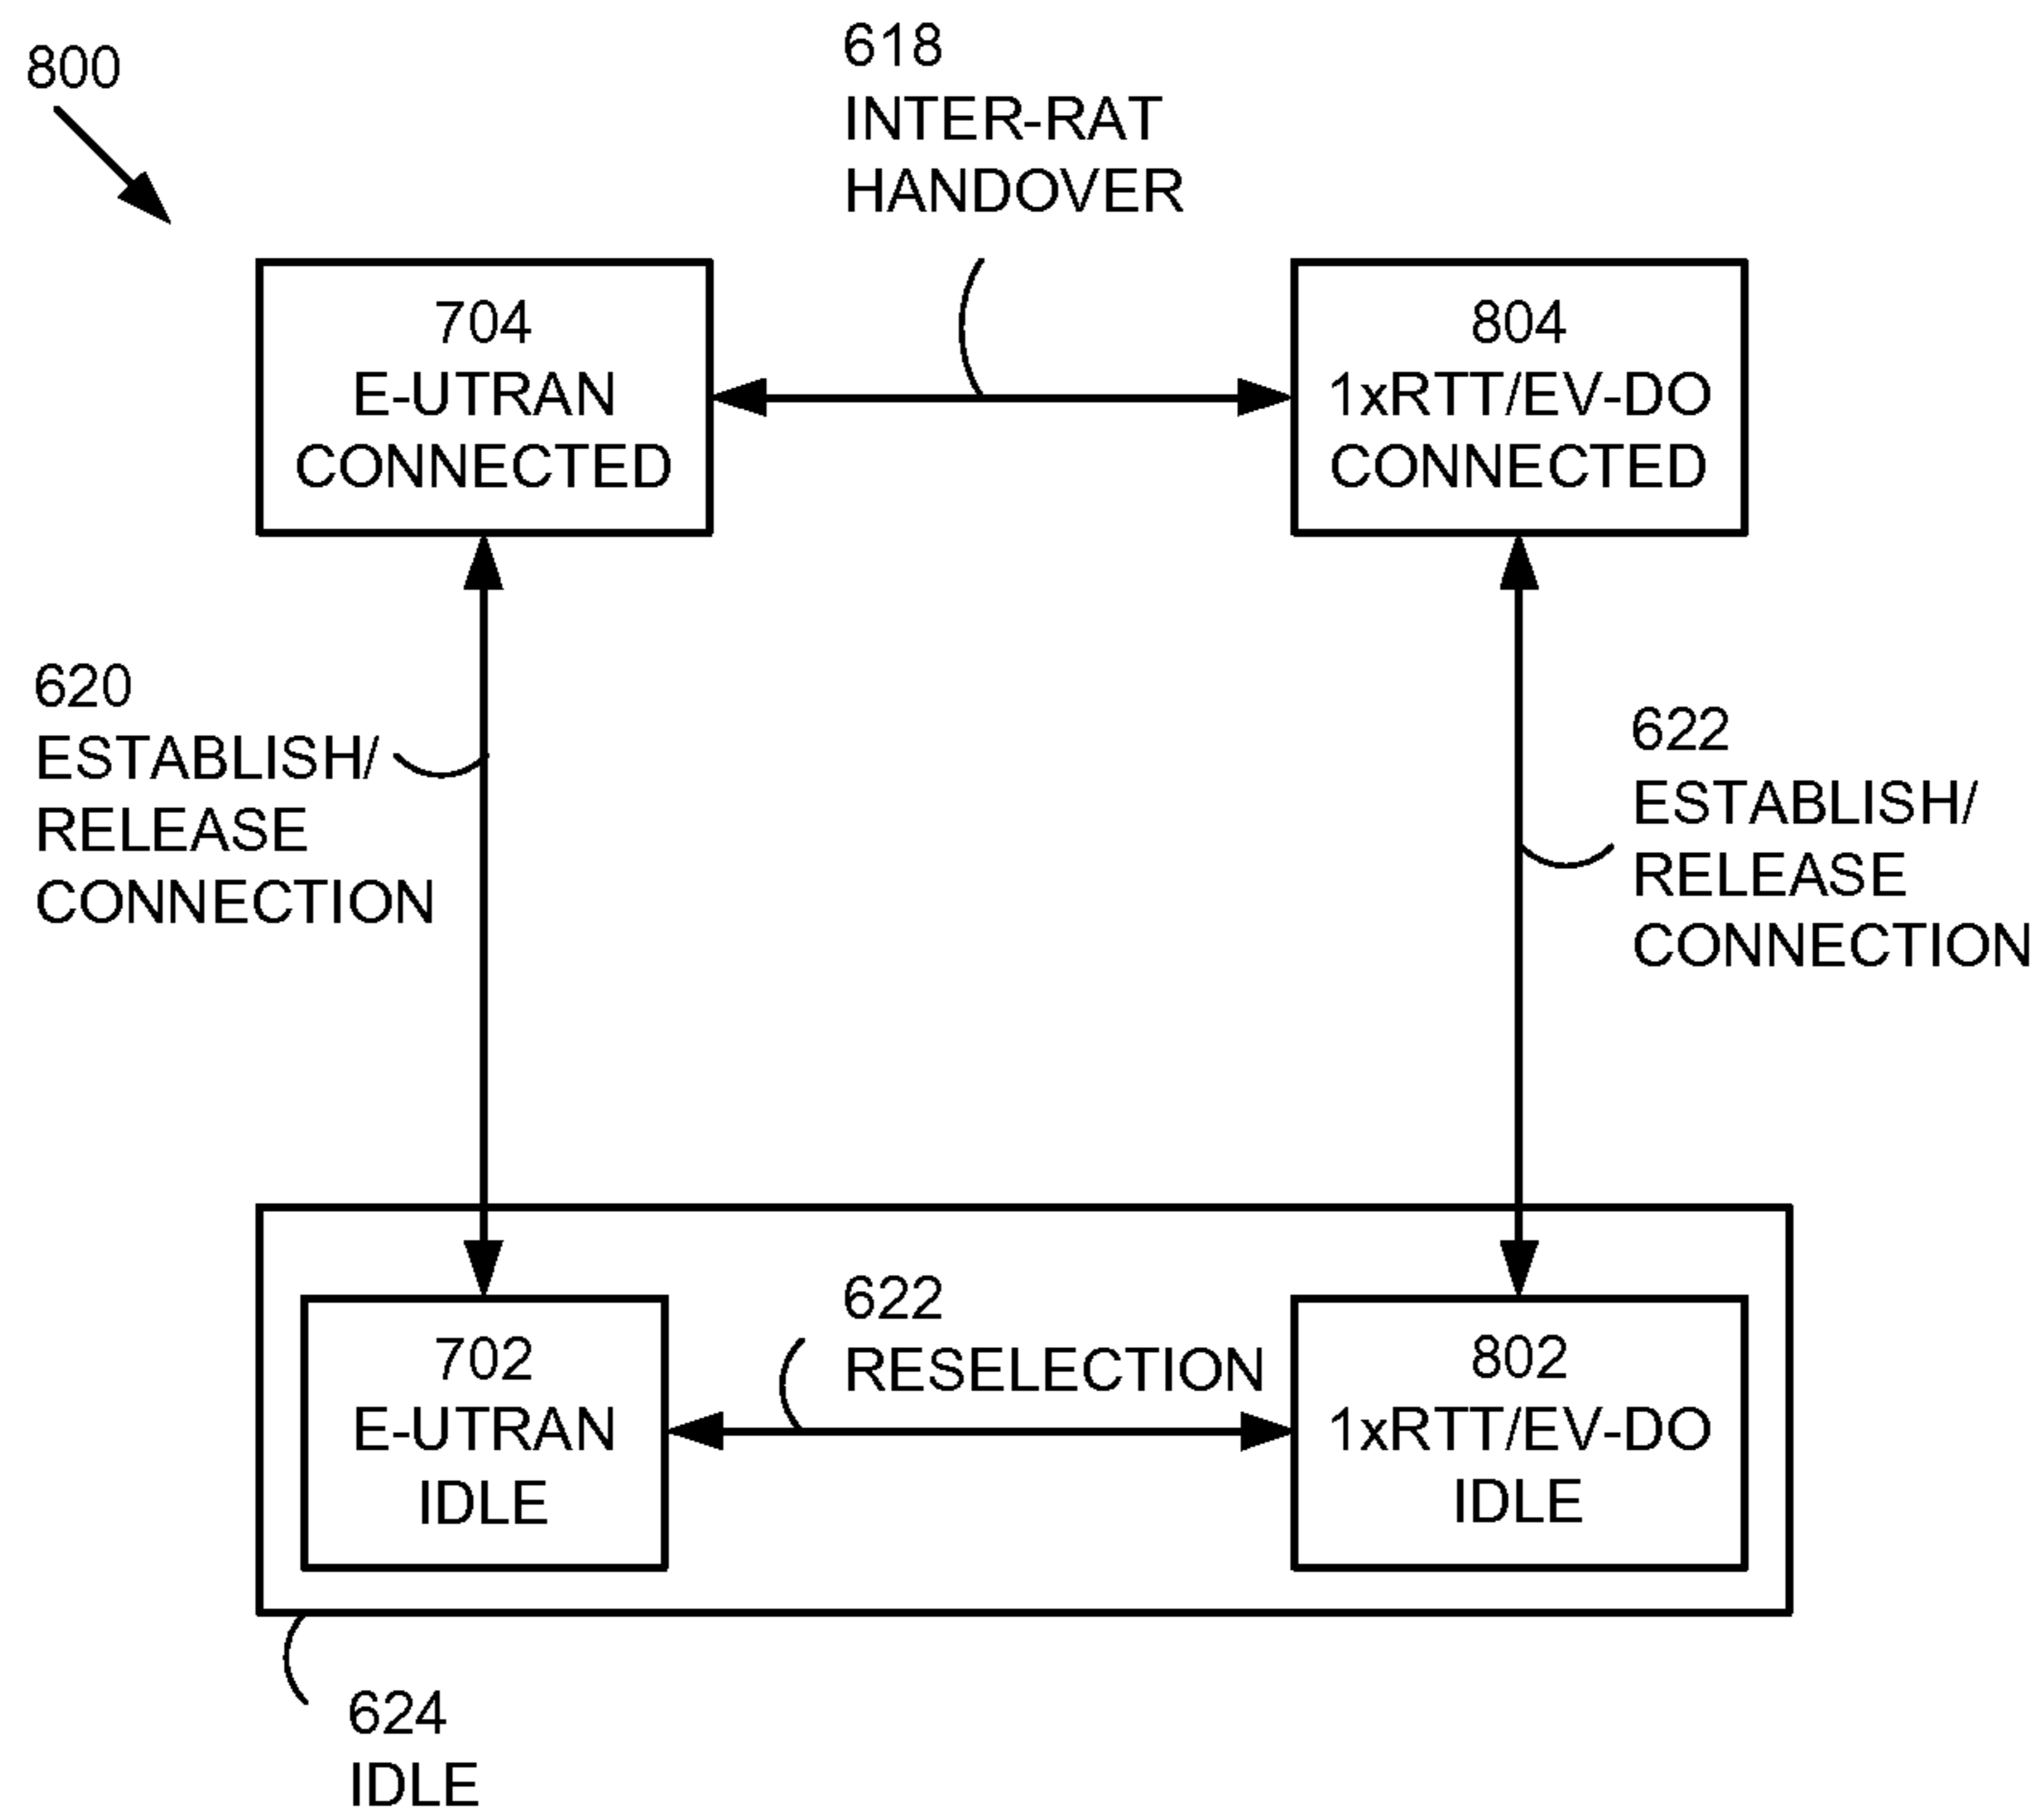 800
618
INTER-RAT
HANDOVER
704
E-UTRAN
CONNECTED
804
1xRTT/EV-DO
CONNECTED
620
ESTABLISH/
RELEASE
CONNECTION
622
ESTABLISH/
RELEASE
CONNECTION
702
E-UTRAN
IDLE
622
RESELECTION
802
1xRTT/EV-DO
IDLE
624
IDLE